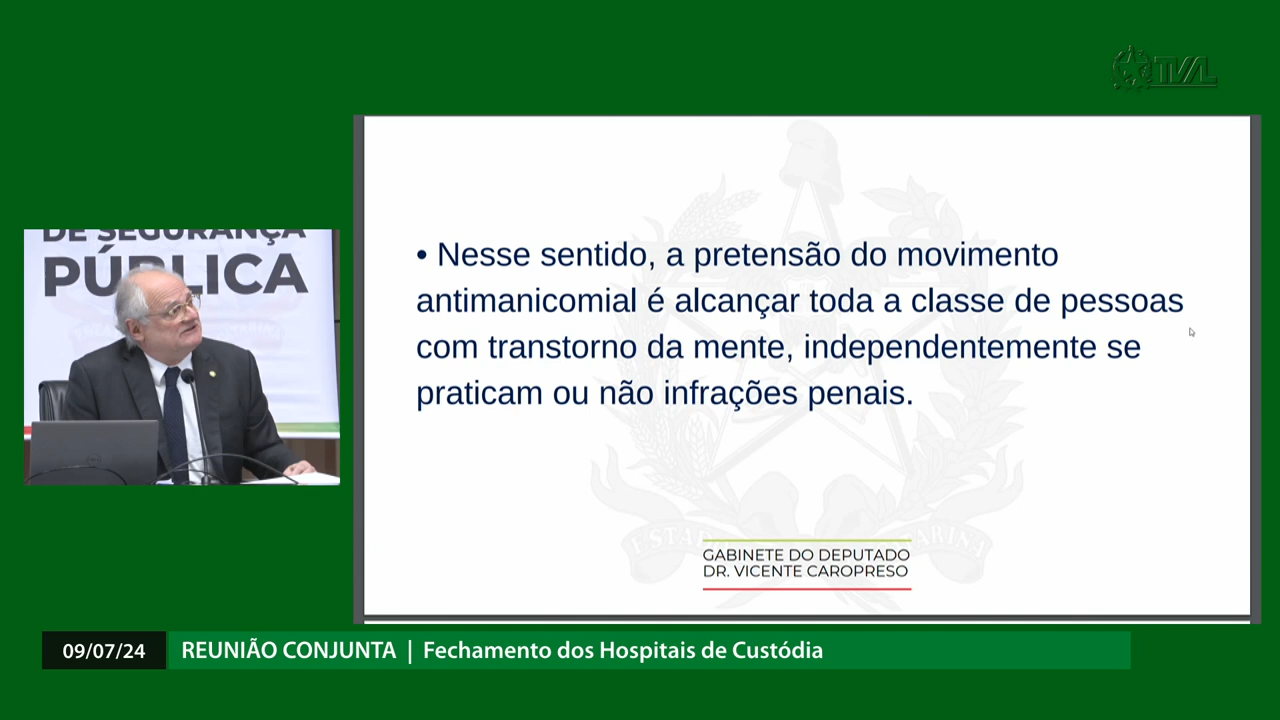 TVAL
DE SEGURANÇA
PÚBLICA
• Nesse sentido, a pretensão do movimento
antimanicomial é alcançar toda a classe de pessoas
com transtorno da mente, independentemente se
praticam ou não infrações penais.
GABINETE DO DEPUTADO
DR. VICENTE CAROPRESO
09/07/24
REUNIÃO CONJUNTA | Fechamento dos Hospitais de Custódia